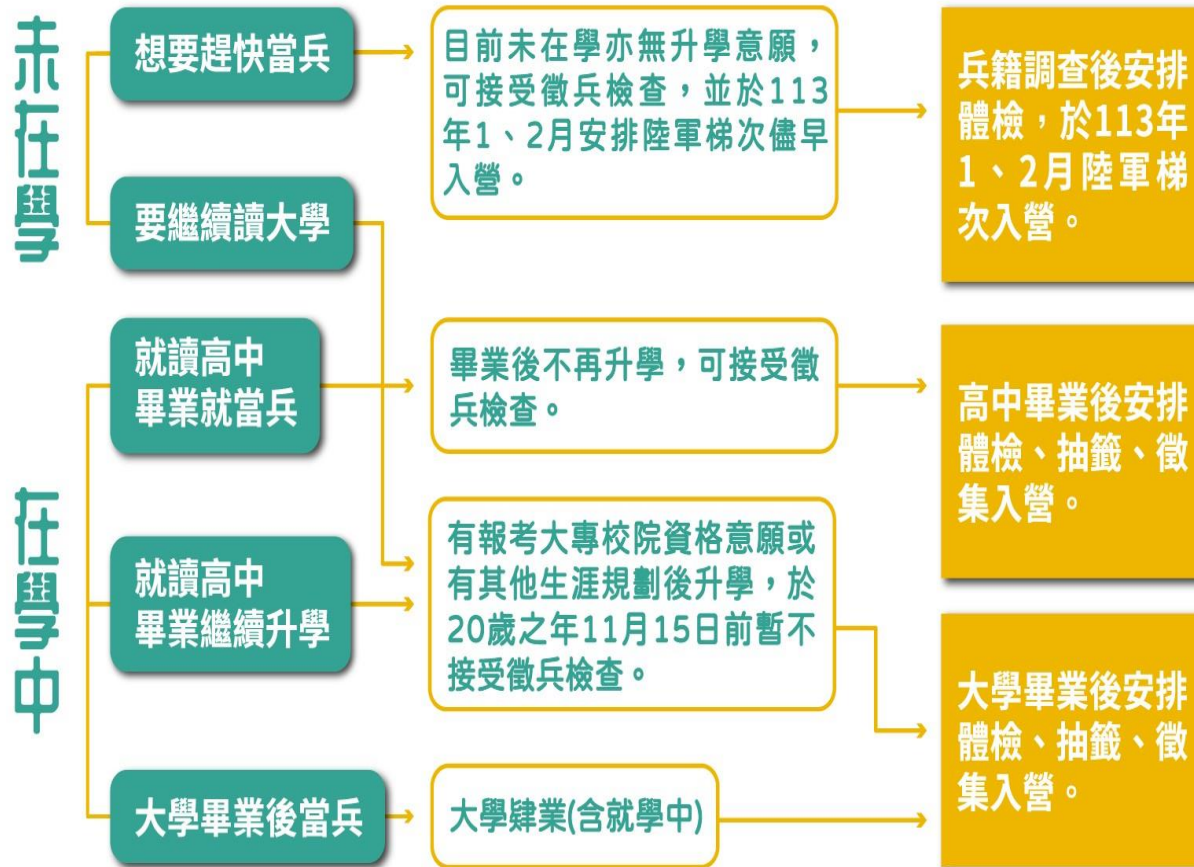 未在學
想要趕快當兵
目前未在學亦無升學意願，
可接受徵兵檢查，並於113
年1、2月安排陸軍梯次儘早
入營。
兵籍調查後安排
體檢，於113年
1、2月陸軍梯
次入營。
要繼續讀大學
在學中
就讀高中
畢業就當兵
畢業後不再升學，可接受徵
兵檢查。
高中畢業後安排
體檢、抽籤、徵
集入營。
就讀高中
畢業繼續升學
有報考大專校院資格意願或
有其他生涯規劃後升學，於
20歲之年11月15日前暫不
接受徵兵檢查。
大學畢業後安排
體檢、抽籤、徵
集入營。
大學畢業後當兵
大學肄業(含就學中)